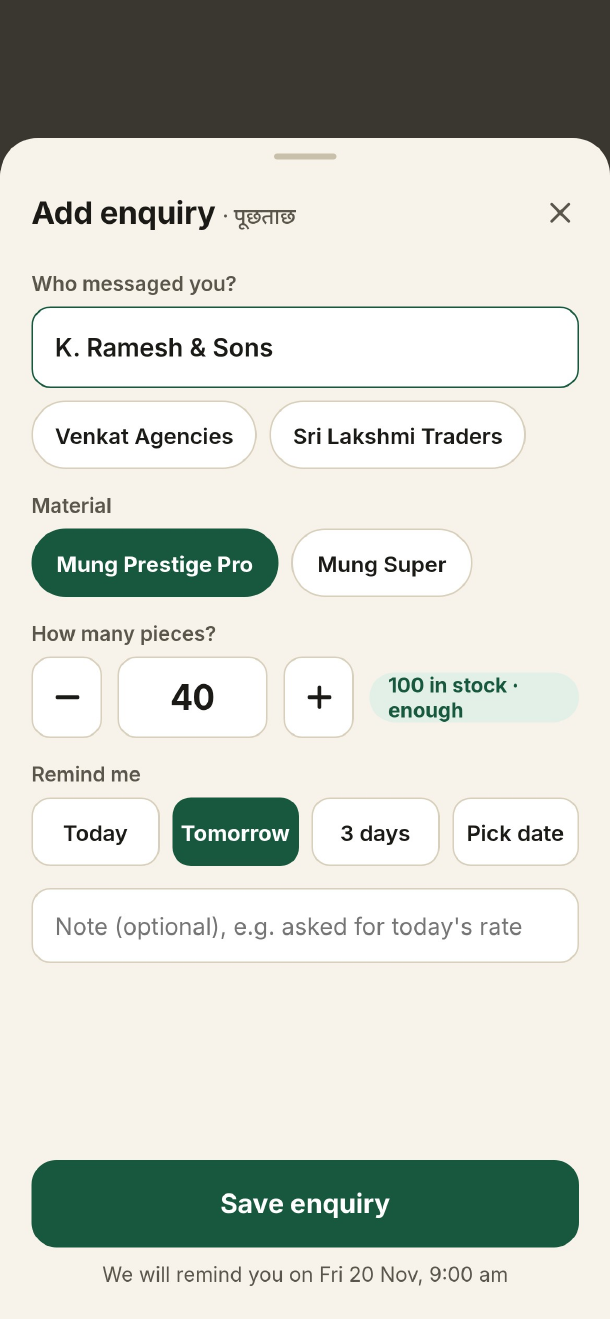 Add enquiry · पूछताछ
Who messaged you?
K. Ramesh & Sons
Venkat Agencies
Sri Lakshmi Traders
Material
Mung Prestige Pro
Mung Super
How many pieces?
40
100 in stock ·
enough
Remind me
Today
Tomorrow
3 days
Pick date
Note (optional), e.g. asked for today's rate
Save enquiry
We will remind you on Fri 20 Nov, 9:00 am